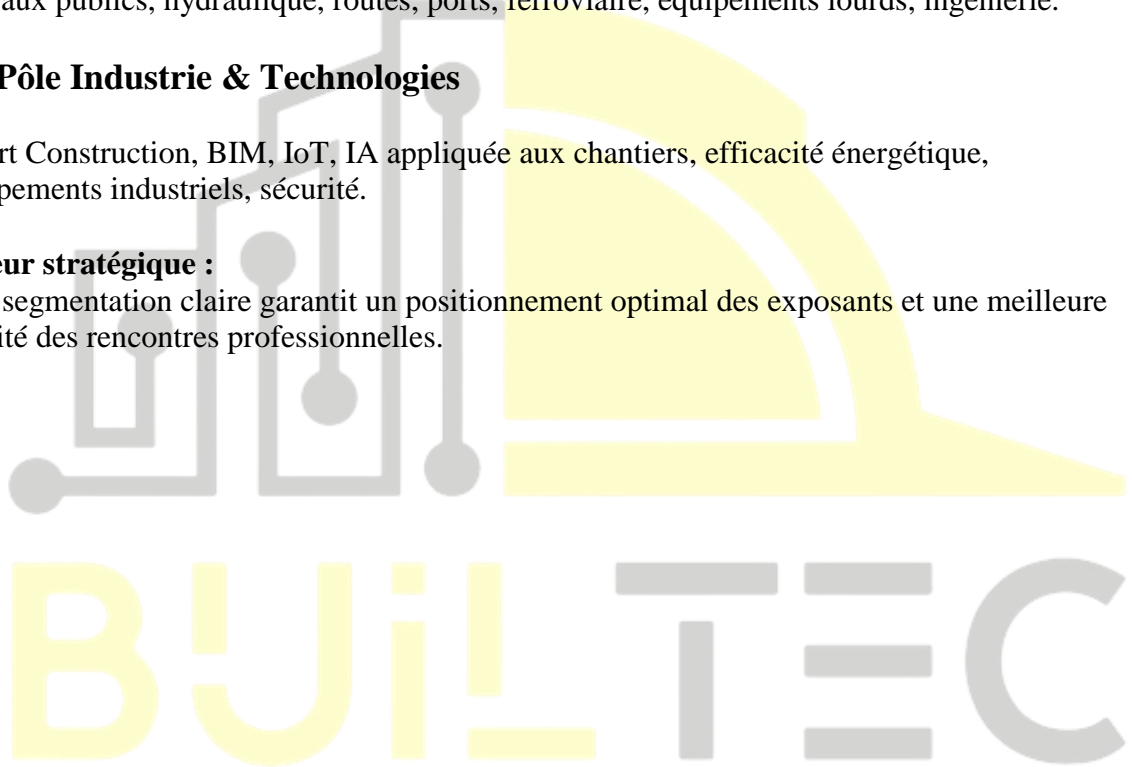 aux publics, hydraulique, routes, ports, ferroviaire, équipements lourds, ingénierie.
Pôle Industrie & Technologies
rt Construction, BIM, IoT, IA appliquée aux chantiers, efficacité énergétique,
pements industriels, sécurité.
eur stratégique :
segmentation claire garantit un positionnement optimal des exposants et une meilleure
ité des rencontres professionnelles.
BUiL TEC